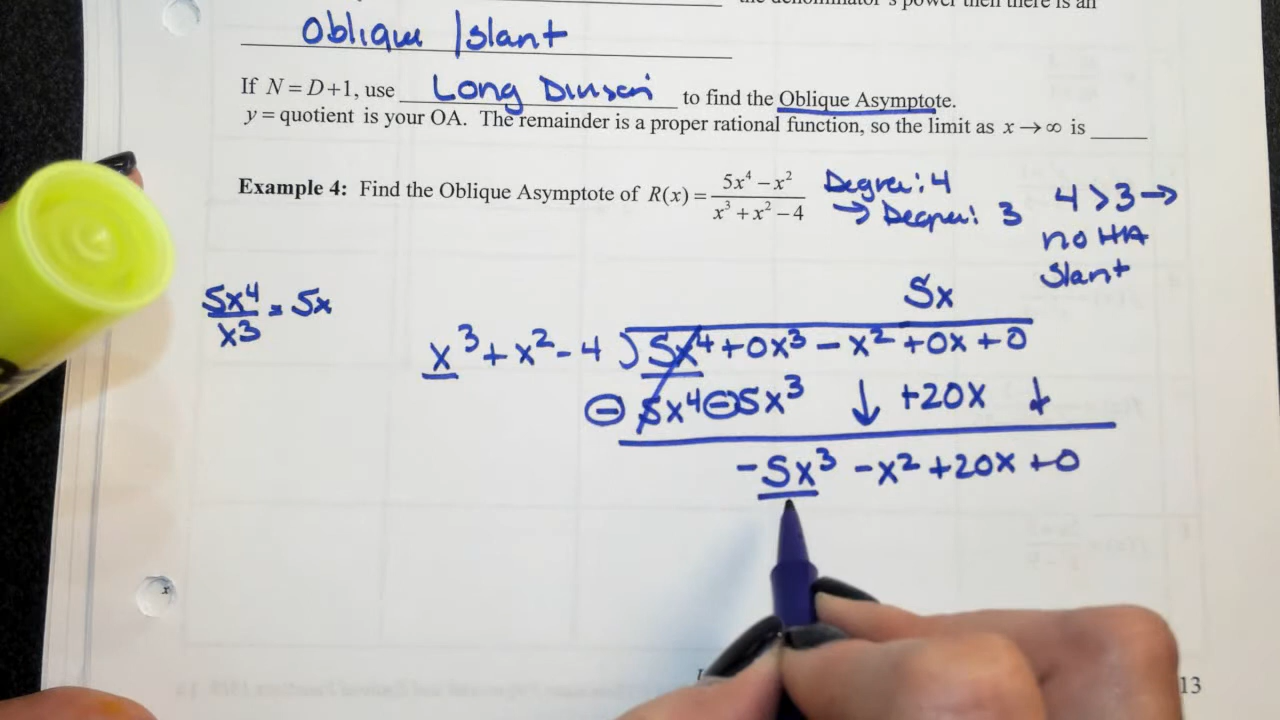 the denominator's power then there is an
Oblique / slant
If N = D+1, use Long Division to find the Oblique Asymptote.
y = quotient is your OA. The remainder is a proper rational function, so the limit as x → ∞ is ______
Example 4: Find the Oblique Asymptote of R(x) = (5x⁴ − x²)/(x³ + x² − 4)
Degree: 4
→ Degree: 3
4 > 3 →
no HA
Slant
5x⁴/x³ = 5x
5x
x³ + x² - 4 ) 5x⁴ + 0x³ - x² + 0x + 0
⊖ 5x⁴ ⊖ 5x³ ↓ + 20x ↓
-5x³ - x² + 20x + 0
13